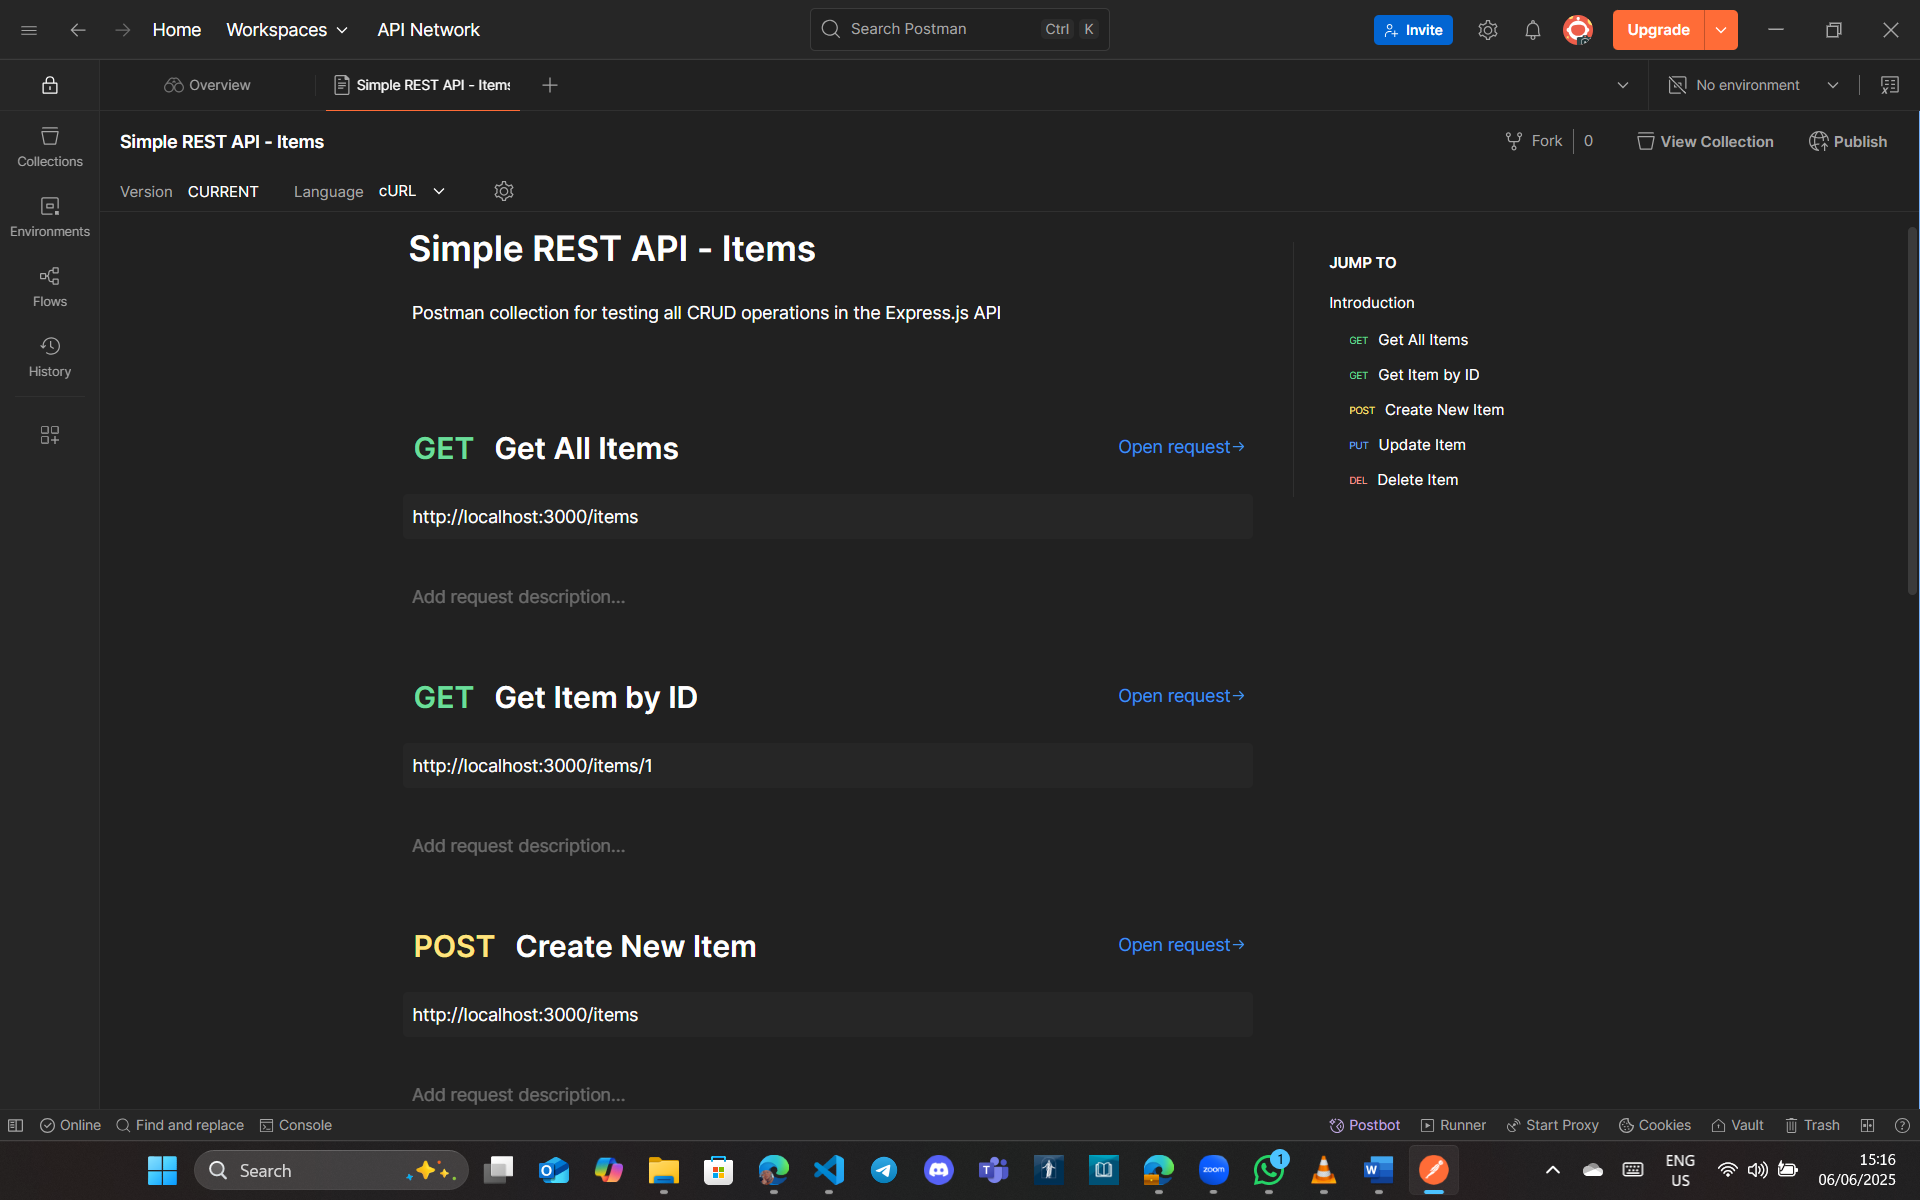 Home
Workspaces
API Network
Search Postman
Ctrl K
Invite
Upgrade
Overview
Simple REST API - Items
No environment
Collections
Environments
Flows
History
Simple REST API - Items
Fork 0
View Collection
Publish
Version CURRENT
Language cURL
Simple REST API - Items
Postman collection for testing all CRUD operations in the Express.js API
GET Get All Items
Open request→
http://localhost:3000/items
Add request description...
GET Get Item by ID
Open request→
http://localhost:3000/items/1
Add request description...
POST Create New Item
Open request→
http://localhost:3000/items
Add request description...
JUMP TO
Introduction
GET Get All Items
GET Get Item by ID
POST Create New Item
PUT Update Item
DEL Delete Item
Online
Find and replace
Console
Postbot
Runner
Start Proxy
Cookies
Vault
Trash
Search
zoom
1
ENG
US
15:16
06/06/2025